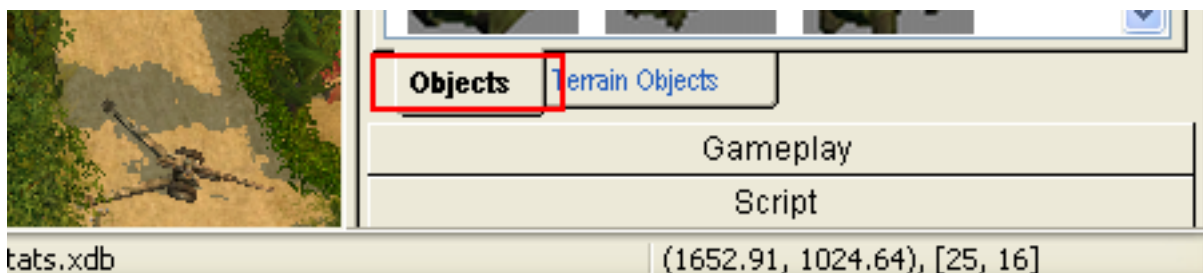 Objects Terrain Objects
Gameplay
Script
tats.xdb (1652.91, 1024.64), [25, 16]